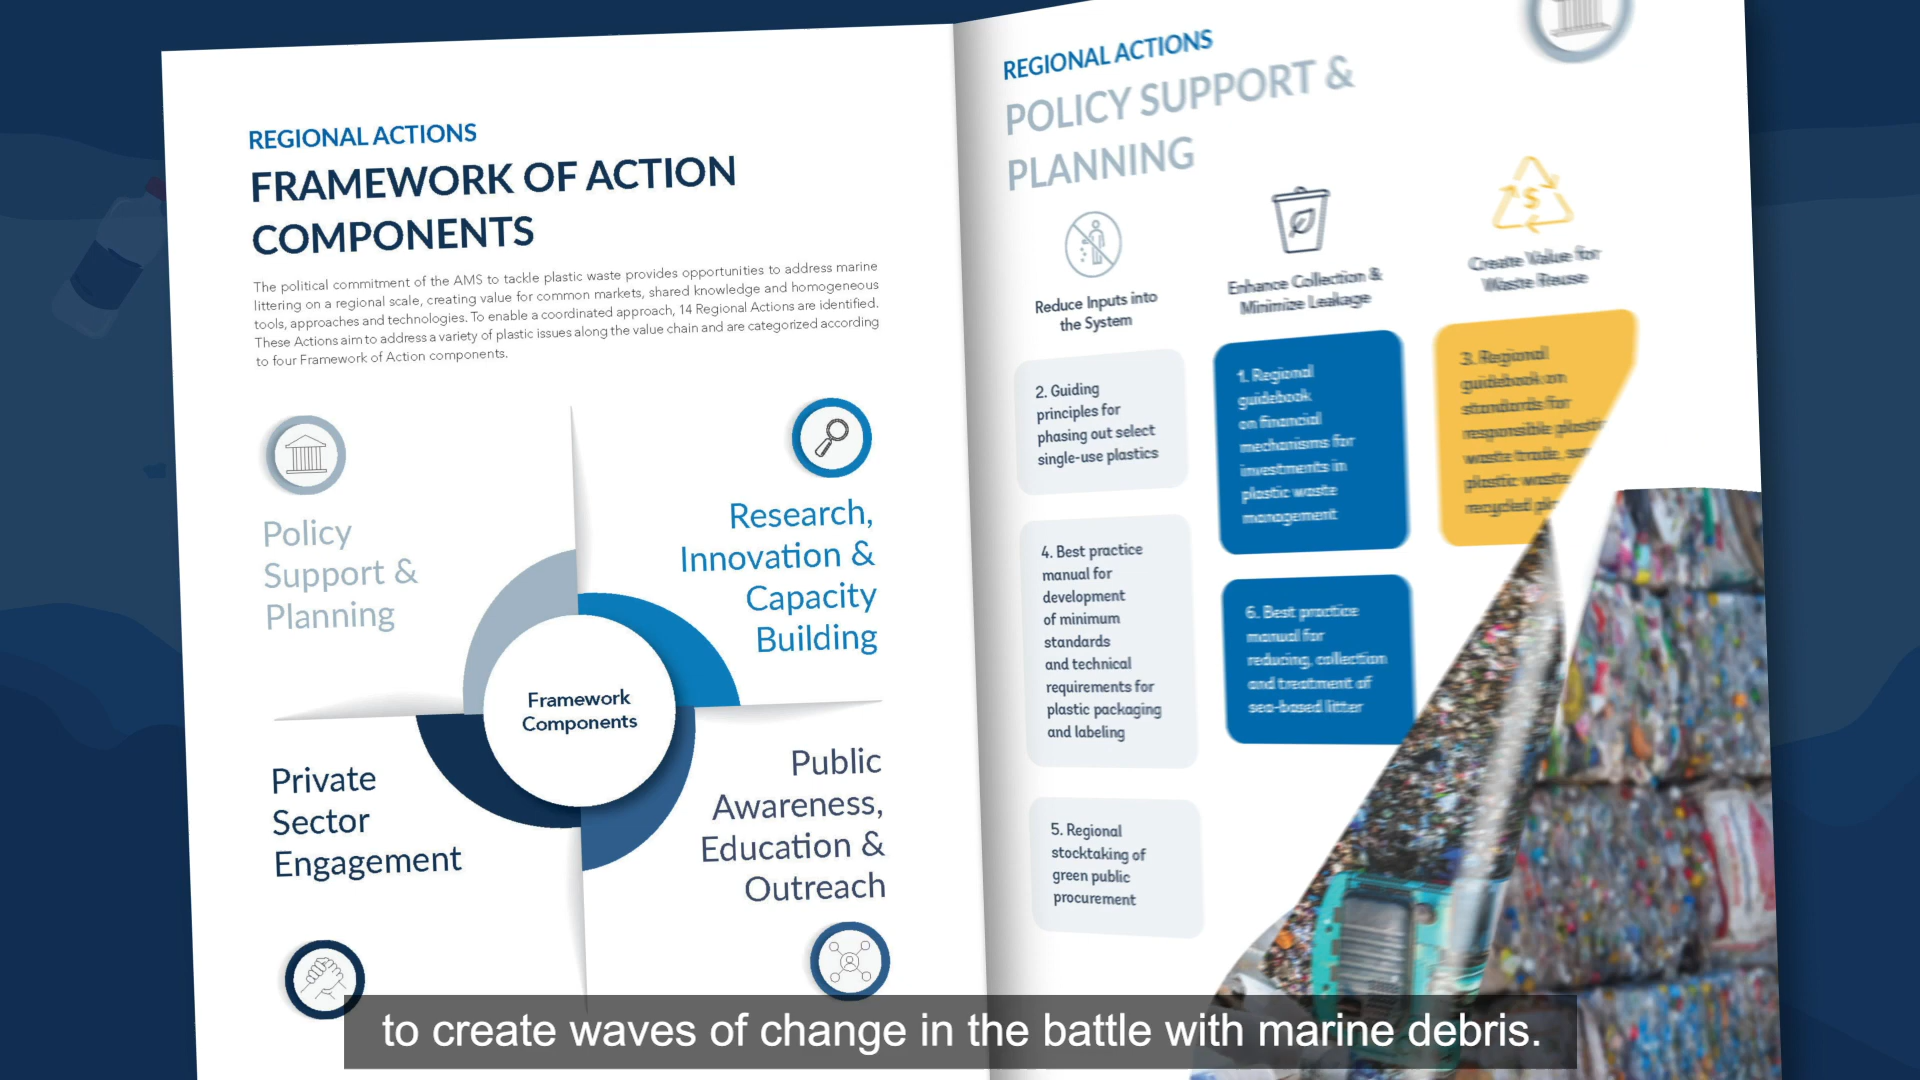 REGIONAL ACTIONS
FRAMEWORK OF ACTION
COMPONENTS
The political commitment of the AMS to tackle plastic waste provides opportunities to address marine
littering on a regional scale, creating value for common markets, shared knowledge and homogeneous
tools, approaches and technologies. To enable a coordinated approach, 14 Regional Actions are identified.
These Actions aim to address a variety of plastic issues along the value chain and are categorized according
to four Framework of Action components.
Policy
Support &
Planning
Research,
Innovation &
Capacity
Building
Framework
Components
Private
Sector
Engagement
Public
Awareness,
Education &
Outreach
REGIONAL ACTIONS
POLICY SUPPORT &
PLANNING
Reduce Inputs into
the System
Enhance Collection &
Minimize Leakage
Create Value for
Waste Reuse
$
2. Guiding
principles for
phasing out select
single-use plastics
4. Best practice
manual for
development
of minimum
standards
and technical
requirements for
plastic packaging
and labeling
5. Regional
stocktaking of
green public
procurement
1. Regional
guidebook
on financial
mechanisms for
investments in
plastic waste
management
6. Best practice
manual for
reducing, collection
and treatment of
sea-based litter
3. Regional
guidebook on
standards for
responsible plastic
waste trade,
plastic waste
recycled
to create waves of change in the battle with marine debris.